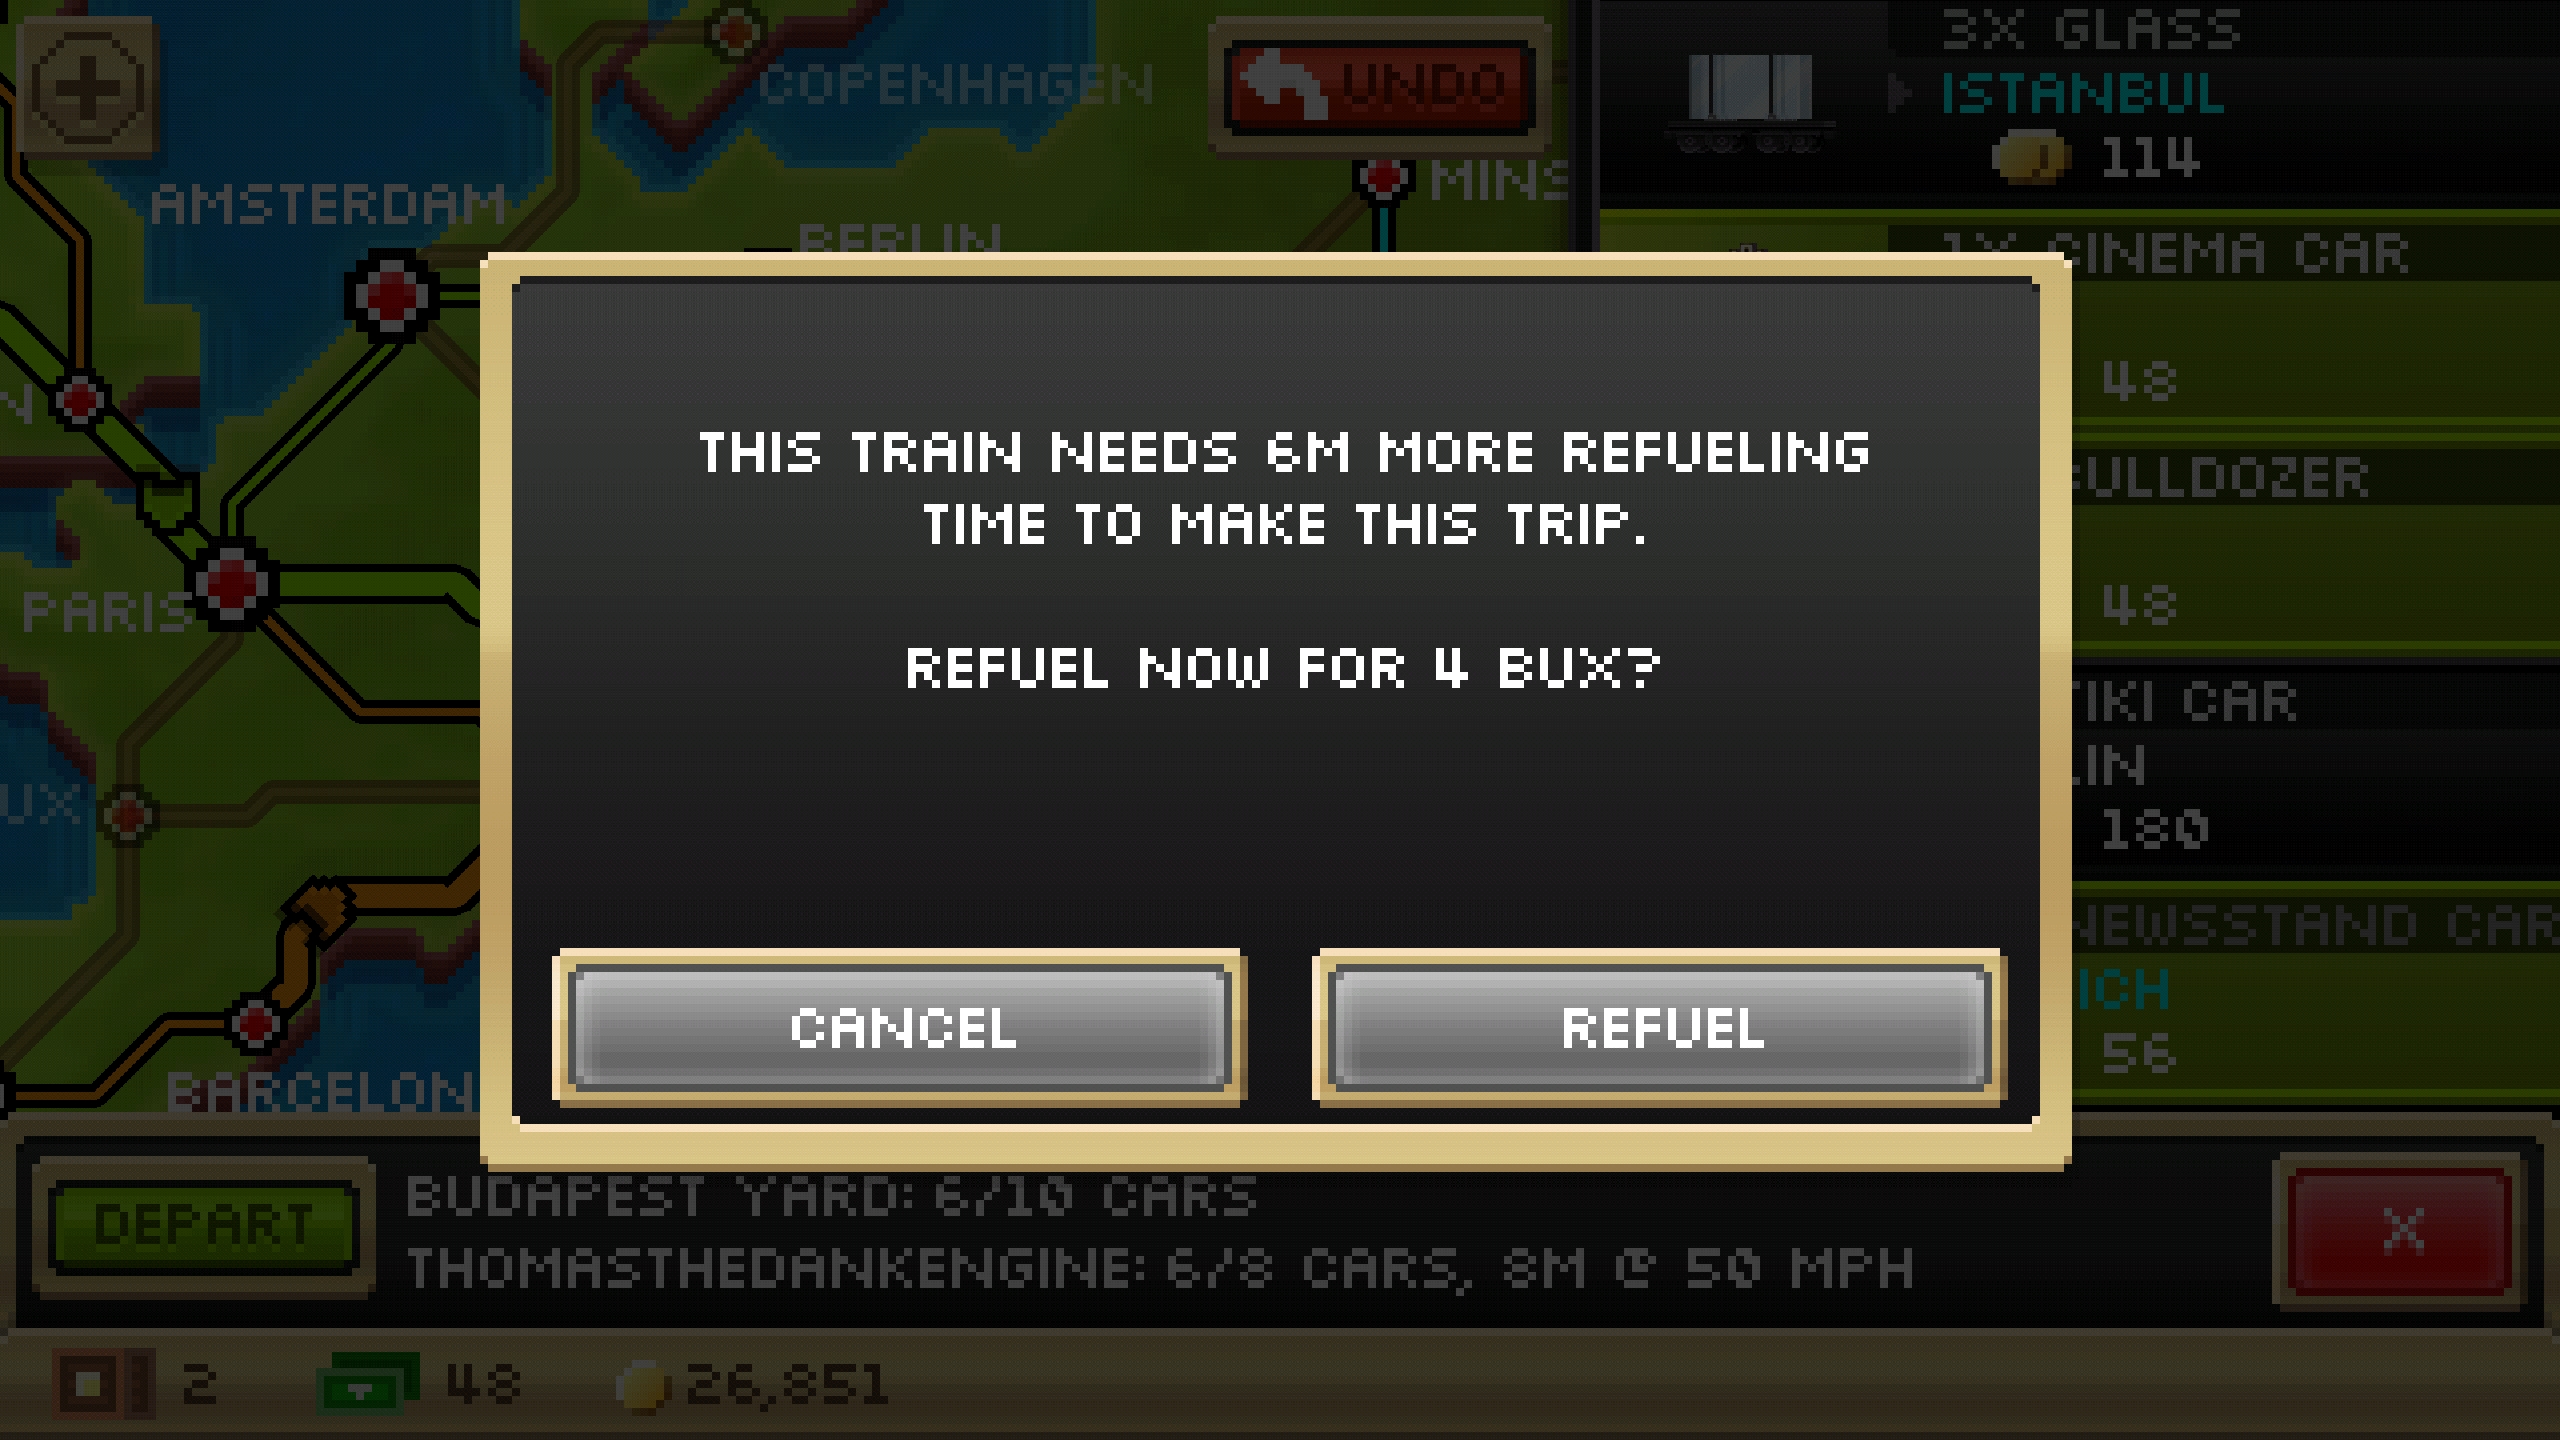 3X GLASS
ISTANBUL
114
UNDO
COPENHAGEN
MINS
AMSTERDAM
BERLIN
1X CINEMA CAR
48
THIS TRAIN NEEDS 6M MORE REFUELING
TIME TO MAKE THIS TRIP.
ULLDOZER
48
PARIS
REFUEL NOW FOR 4 BUX?
IKI CAR
LIN
UX
180
NEWSSTAND CAR
ICH
CANCEL
REFUEL
56
BARCELON
BUDAPEST YARD: 6/10 CARS
DEPART
X
THOMASTHEDANKENGINE: 6/8 CARS, 8M @ 50 MPH
2
48
26,851